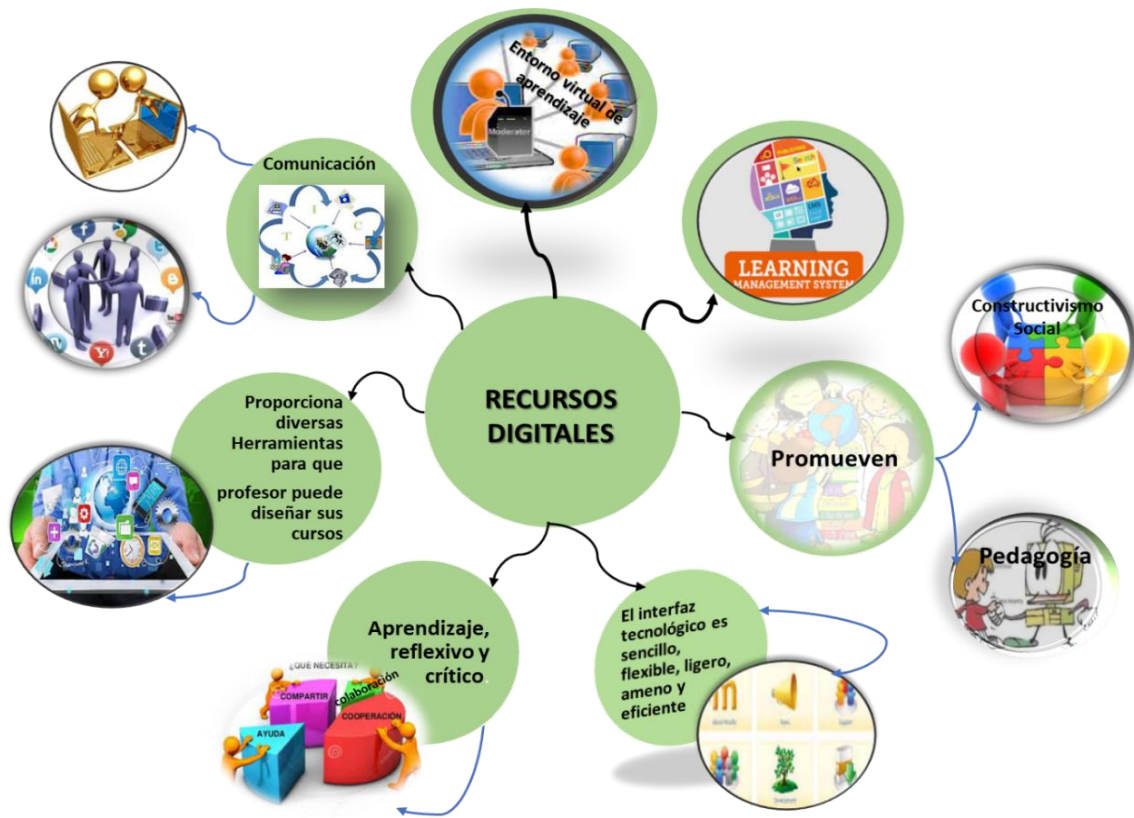 Entorno virtual de
aprendizaje
Moderator
Comunicación
T I C
Search
LMS
LEARNING
MANAGEMENT SYSTEM
Constructivismo
Social
RECURSOS
DIGITALES
Proporciona
diversas
Herramientas
para que
profesor puede
diseñar sus
cursos
Promueven
Pedagogía
Aprendizaje,
reflexivo y
crítico.
¿QUÉ NECESITA?
COMPARTIR
colaboración
COOPERACIÓN
AYUDA
El interfaz
tecnológico es
sencillo,
flexible, ligero,
ameno y
eficiente